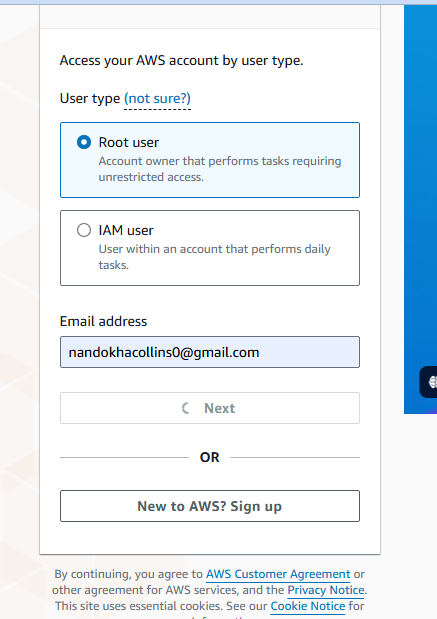 Access your AWS account by user type.
User type (not sure?)
Root user
Account owner that performs tasks requiring
unrestricted access.
IAM user
User within an account that performs daily
tasks.
Email address
nandokhacollins0@gmail.com
Next
OR
New to AWS? Sign up
By continuing, you agree to AWS Customer Agreement or
other agreement for AWS services, and the Privacy Notice.
This site uses essential cookies. See our Cookie Notice for